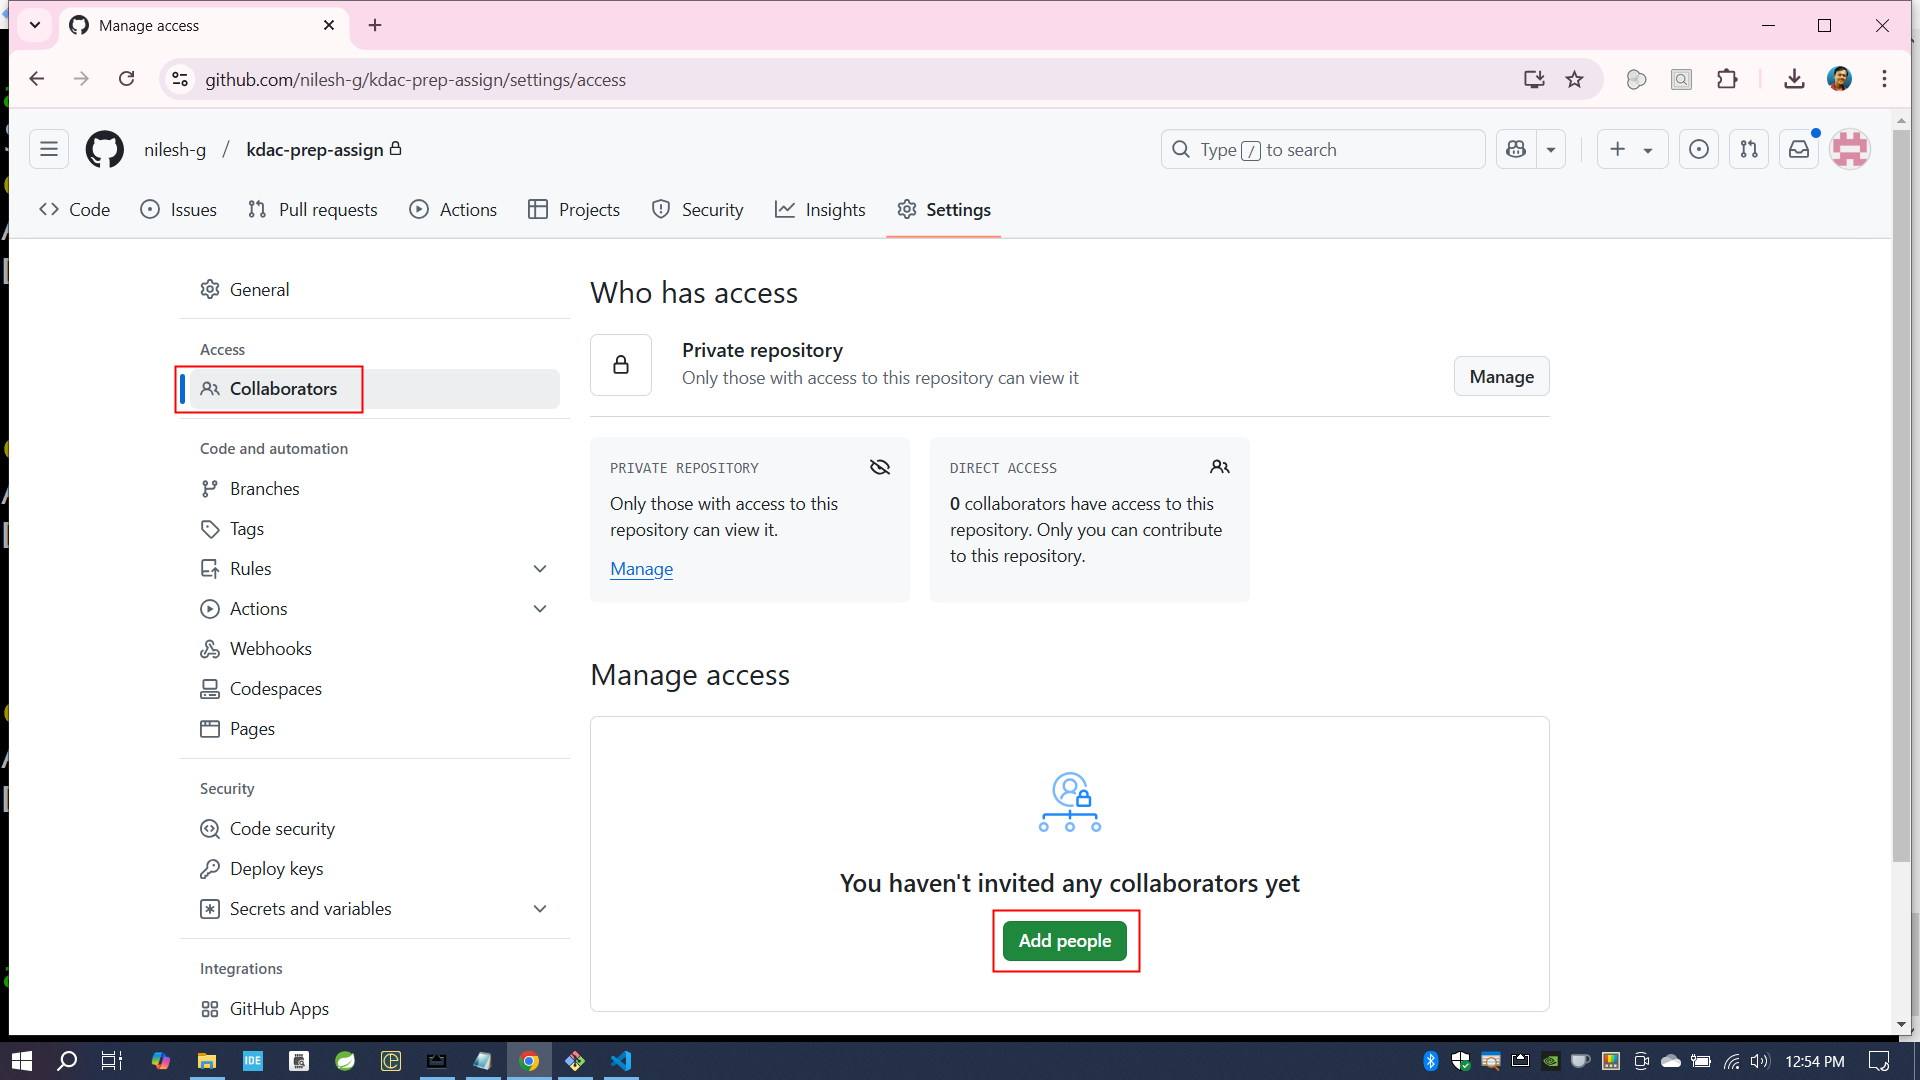 Manage access
github.com/nilesh-g/kdac-prep-assign/settings/access
nilesh-g / kdac-prep-assign
Type / to search
Code
Issues
Pull requests
Actions
Projects
Security
Insights
Settings
General
Access
Collaborators
Code and automation
Branches
Tags
Rules
Actions
Webhooks
Codespaces
Pages
Security
Code security
Deploy keys
Secrets and variables
Integrations
GitHub Apps
Who has access
Private repository
Only those with access to this repository can view it
Manage
PRIVATE REPOSITORY
Only those with access to this
repository can view it.
Manage
DIRECT ACCESS
0 collaborators have access to this
repository. Only you can contribute
to this repository.
Manage access
You haven't invited any collaborators yet
Add people
IDE
12:54 PM